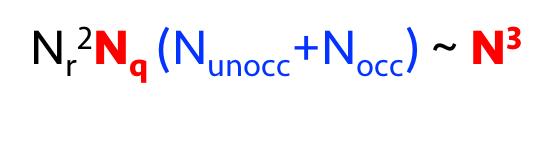 Nr²Nq (Nunocc+Nocc) ~ N³